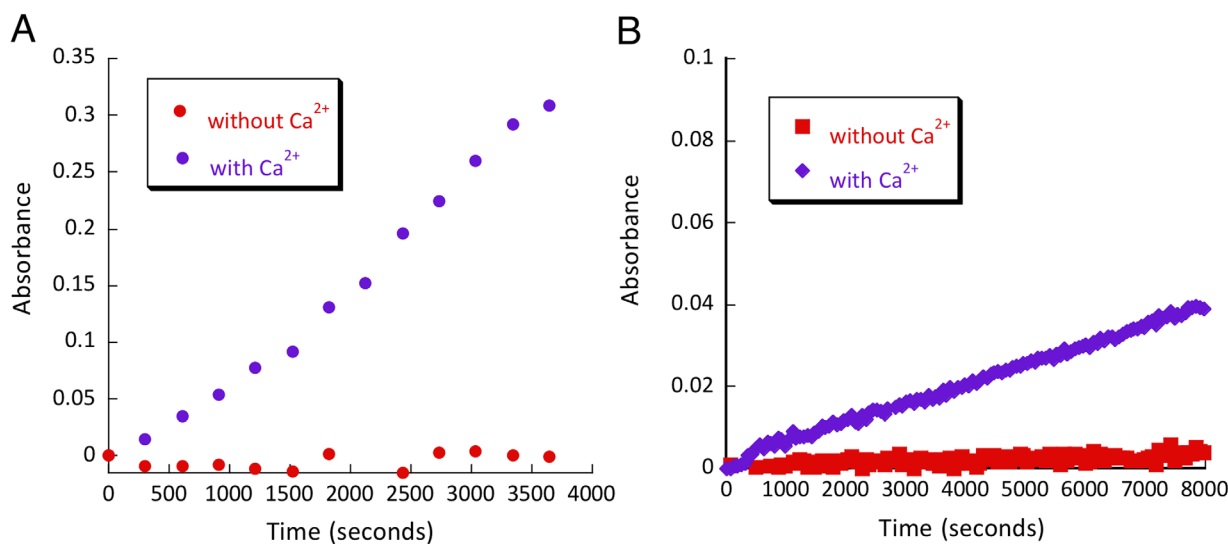 A
0.35
0.3
0.25
0.2
0.15
0.1
0.05
0
Absorbance
without Ca²⁺
with Ca²⁺
0 500 1000 1500 2000 2500 3000 3500 4000
Time (seconds)
B
0.1
0.08
0.06
0.04
0.02
0
Absorbance
without Ca²⁺
with Ca²⁺
0 1000 2000 3000 4000 5000 6000 7000 8000
Time (seconds)